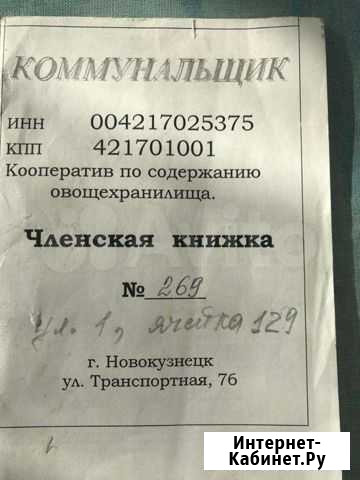 КОММУНАЛЬЩИК
ИНН 004217025375
КПП 421701001
Кооператив по содержанию
овощехранилища.
Членская книжка
№ 269
ул. 1, ячейка 129
г. Новокузнецк
ул. Транспортная, 76
Интернет-
Кабинет.Ру